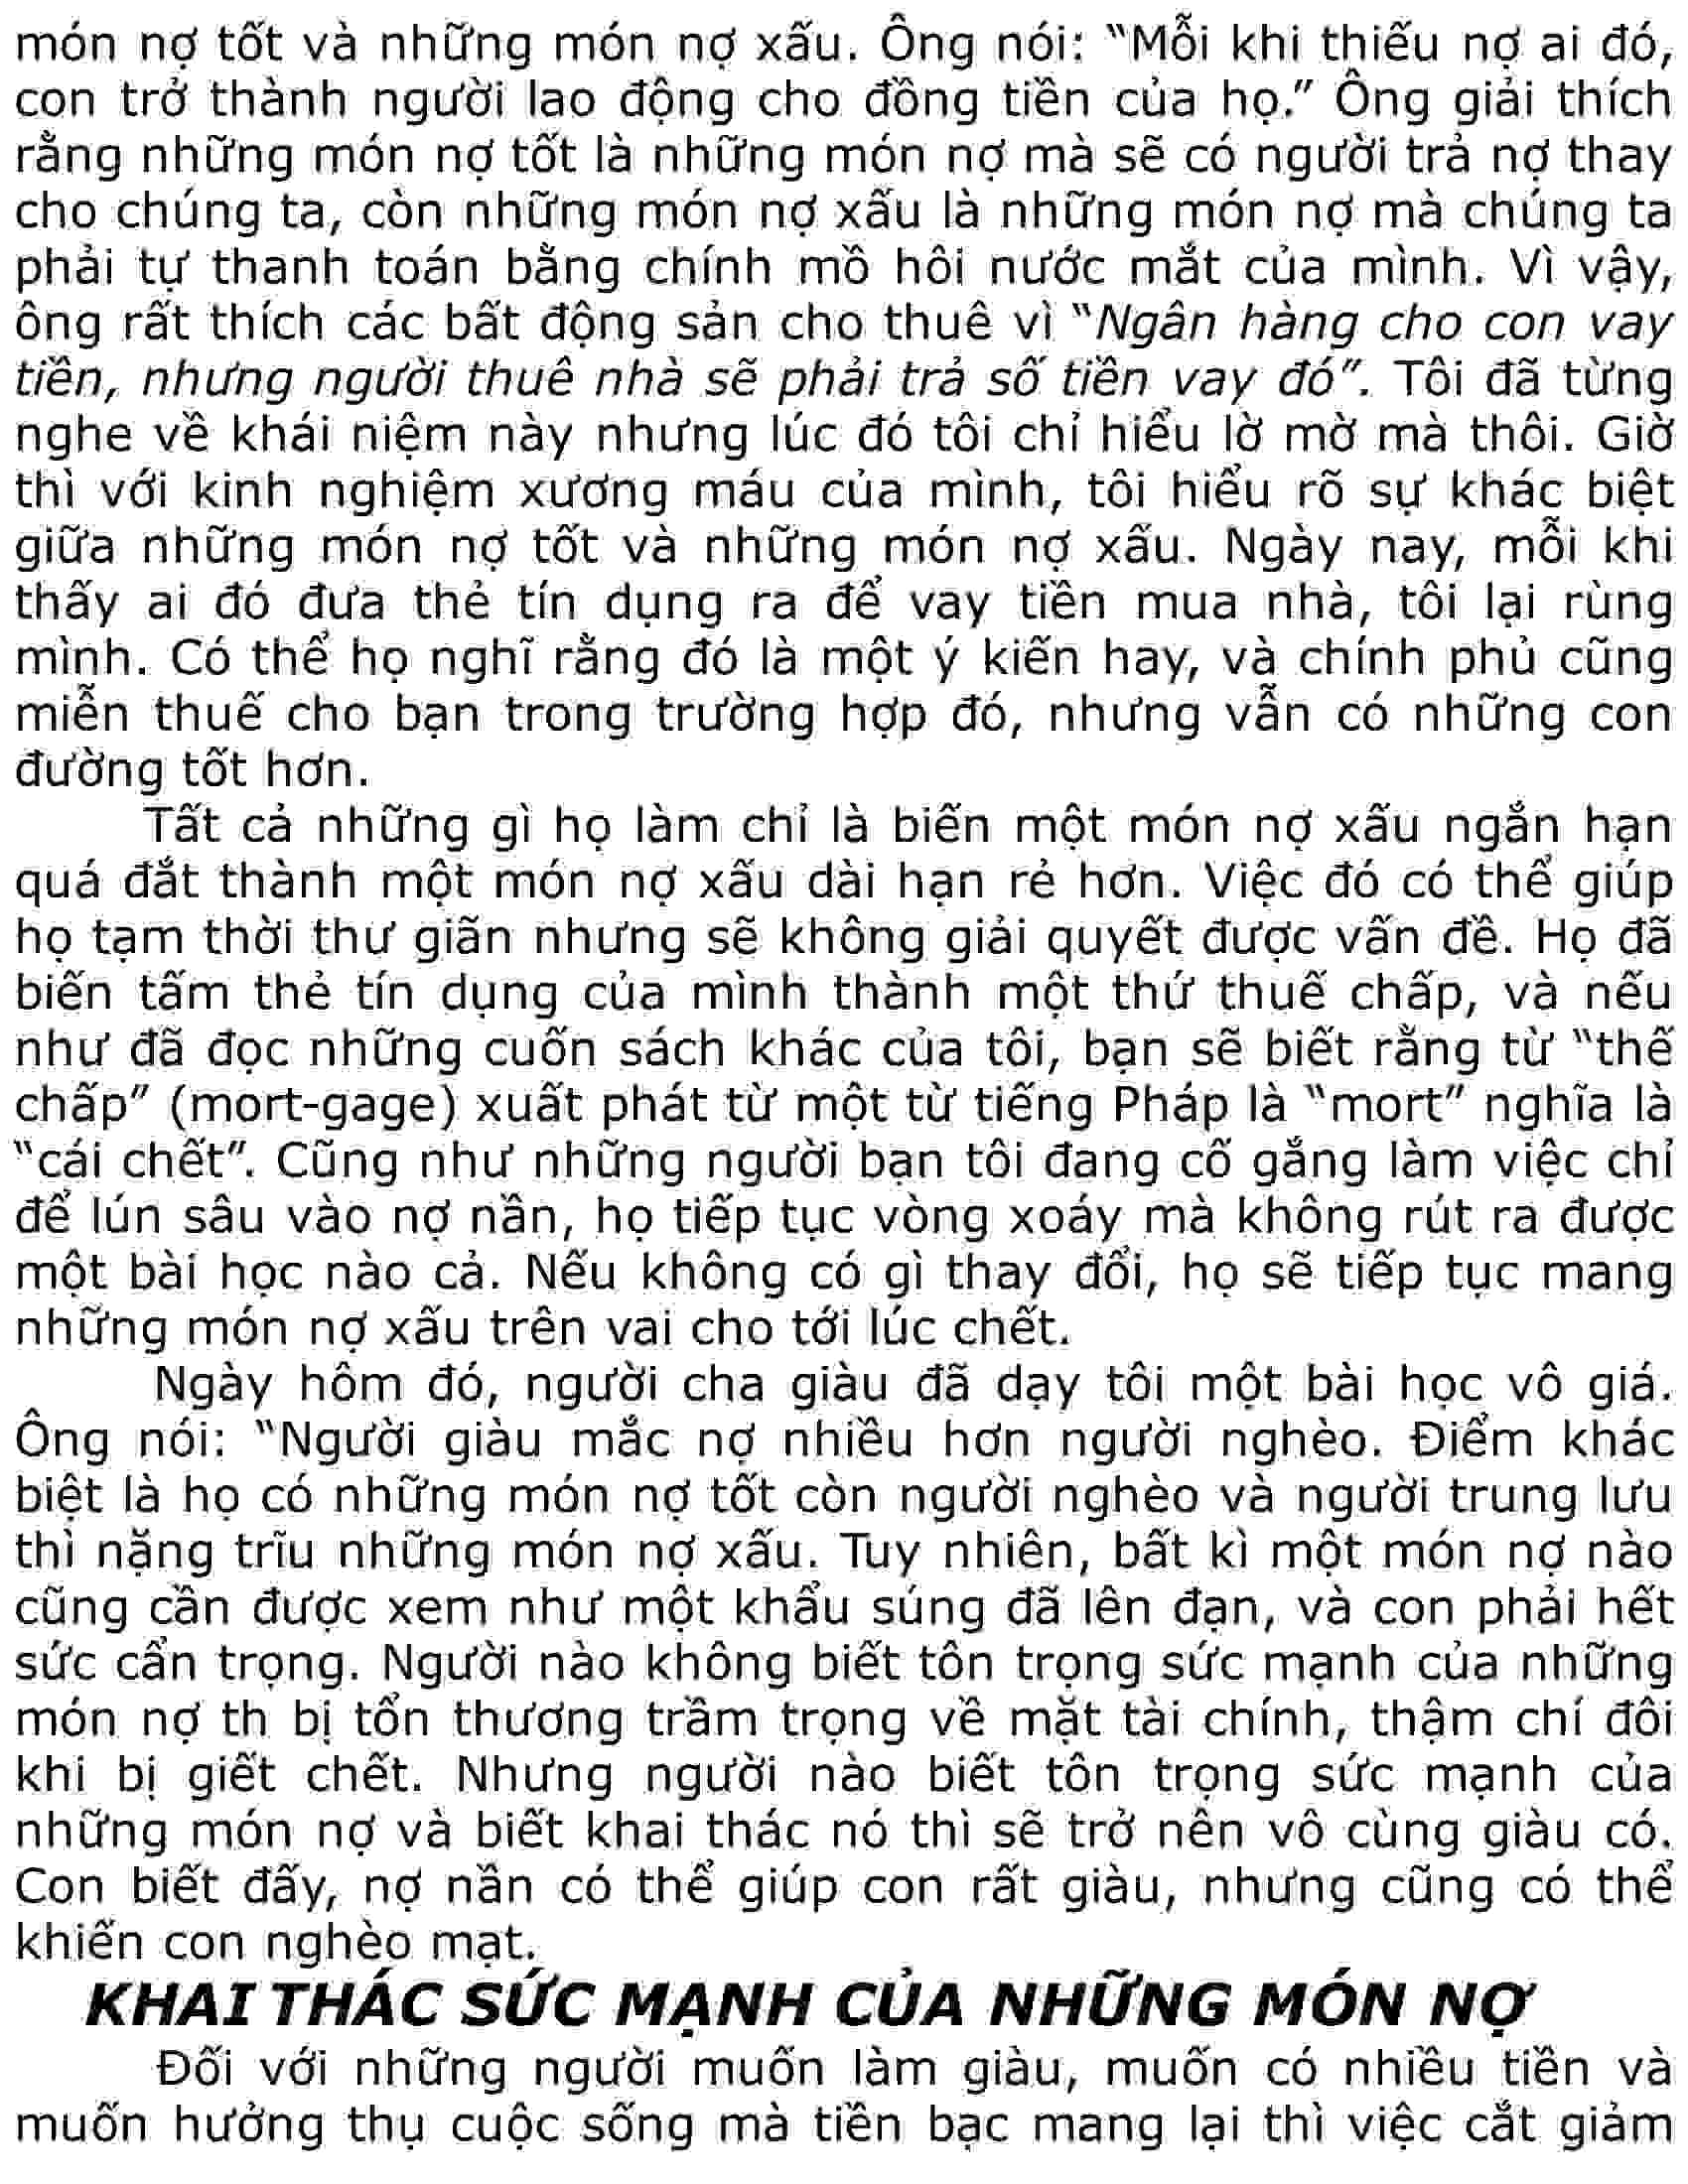 món nợ tốt và những món nợ xấu. Ông nói: “Mỗi khi thiếu nợ ai đó,
con trở thành người lao động cho đồng tiền của họ.” Ông giải thích
rằng những món nợ tốt là những món nợ mà sẽ có người trả nợ thay
cho chúng ta, còn những món nợ xấu là những món nợ mà chúng ta
phải tự thanh toán bằng chính mồ hôi nước mắt của mình. Vì vậy,
ông rất thích các bất động sản cho thuê vì “Ngân hàng cho con vay
tiền, nhưng người thuê nhà sẽ phải trả số tiền vay đó”. Tôi đã từng
nghe về khái niệm này nhưng lúc đó tôi chỉ hiểu lờ mờ mà thôi. Giờ
thì với kinh nghiệm xương máu của mình, tôi hiểu rõ sự khác biệt
giữa những món nợ tốt và những món nợ xấu. Ngày nay, mỗi khi
thấy ai đó đưa thẻ tín dụng ra để vay tiền mua nhà, tôi lại rùng
mình. Có thể họ nghĩ rằng đó là một ý kiến hay, và chính phủ cũng
miễn thuế cho bạn trong trường hợp đó, nhưng vẫn có những con
đường tốt hơn.
Tất cả những gì họ làm chỉ là biến một món nợ xấu ngắn hạn
quá đắt thành một món nợ xấu dài hạn rẻ hơn. Việc đó có thể giúp
họ tạm thời thư giãn nhưng sẽ không giải quyết được vấn đề. Họ đã
biến tấm thẻ tín dụng của mình thành một thứ thuế chấp, và nếu
như đã đọc những cuốn sách khác của tôi, bạn sẽ biết rằng từ “thế
chấp” (mort-gage) xuất phát từ một từ tiếng Pháp là “mort” nghĩa là
“cái chết”. Cũng như những người bạn tôi đang cố gắng làm việc chỉ
để lún sâu vào nợ nần, họ tiếp tục vòng xoáy mà không rút ra được
một bài học nào cả. Nếu không có gì thay đổi, họ sẽ tiếp tục mang
những món nợ xấu trên vai cho tới lúc chết.
Ngày hôm đó, người cha giàu đã dạy tôi một bài học vô giá.
Ông nói: “Người giàu mắc nợ nhiều hơn người nghèo. Điểm khác
biệt là họ có những món nợ tốt còn người nghèo và người trung lưu
thì nặng trĩu những món nợ xấu. Tuy nhiên, bất kì một món nợ nào
cũng cần được xem như một khẩu súng đã lên đạn, và con phải hết
sức cẩn trọng. Người nào không biết tôn trọng sức mạnh của những
món nợ th bị tổn thương trầm trọng về mặt tài chính, thậm chí đôi
khi bị giết chết. Nhưng người nào biết tôn trọng sức mạnh của
những món nợ và biết khai thác nó thì sẽ trở nên vô cùng giàu có.
Con biết đấy, nợ nần có thể giúp con rất giàu, nhưng cũng có thể
khiến con nghèo mạt.
KHAI THÁC SỨC MẠNH CỦA NHỮNG MÓN NỢ
Đối với những người muốn làm giàu, muốn có nhiều tiền và
muốn hưởng thụ cuộc sống mà tiền bạc mang lại thì việc cắt giảm